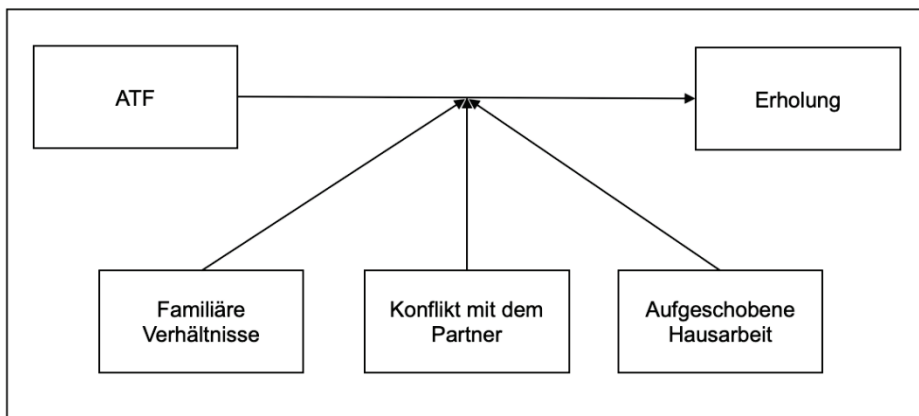 ATF
Erholung
Familiäre
Verhältnisse
Konflikt mit dem
Partner
Aufgeschobene
Hausarbeit